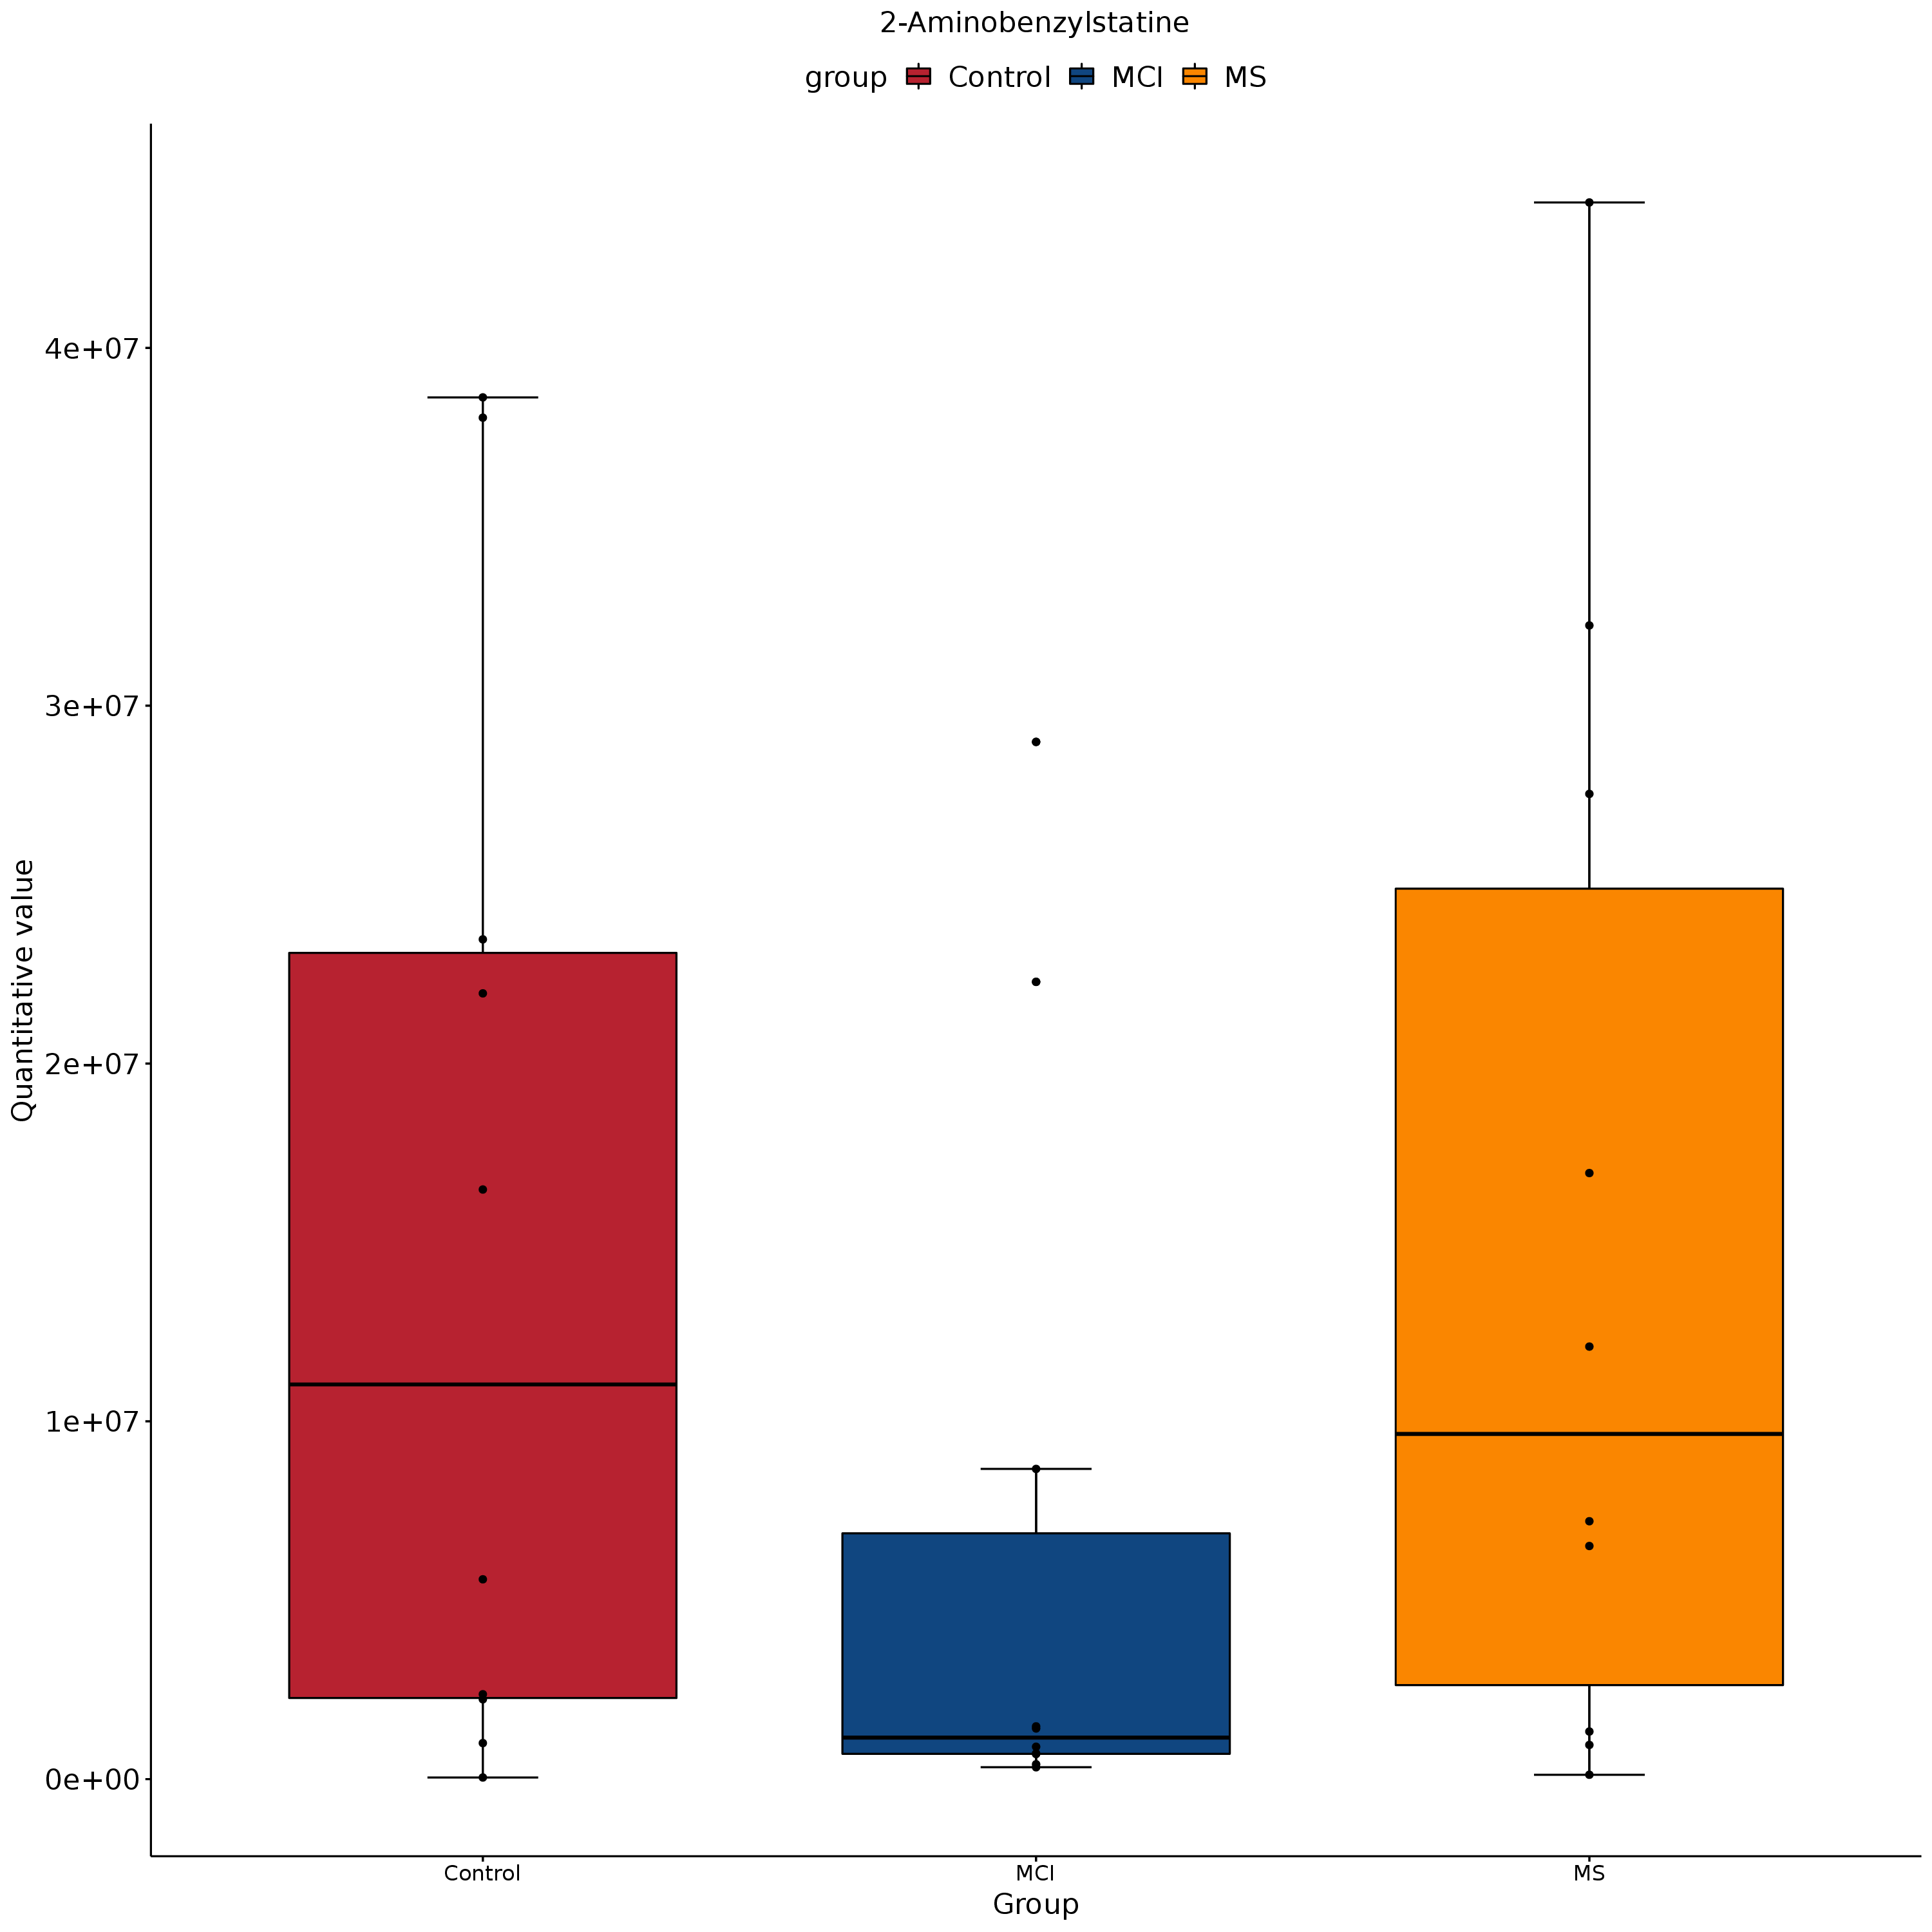 2-Aminobenzylstatine
group Control MCI MS
Quantitative value
4e+07
3e+07
2e+07
1e+07
0e+00
Control MCI MS
Group